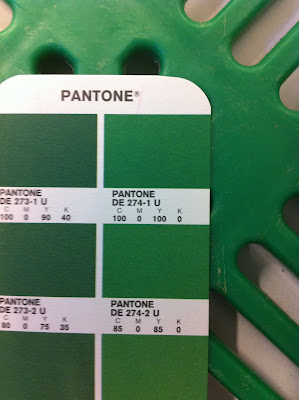 PANTONE®
PANTONE
DE 273-1 U
C M Y K
100 0 90 40
PANTONE
DE 274-1 U
C M Y K
100 0 100 0
PANTONE
DE 273-2 U
C M Y K
80 0 75 35
PANTONE
DE 274-2 U
C M Y K
85 0 85 0